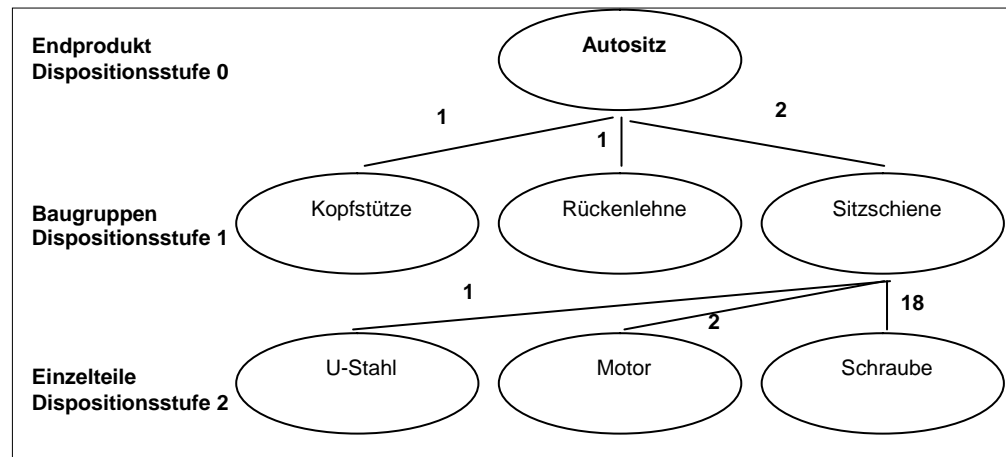 Endprodukt
Dispositionsstufe 0
Autositz
1
1
2
Baugruppen
Dispositionsstufe 1
Kopfstütze
Rückenlehne
Sitzschiene
1
2
18
Einzelteile
Dispositionsstufe 2
U-Stahl
Motor
Schraube